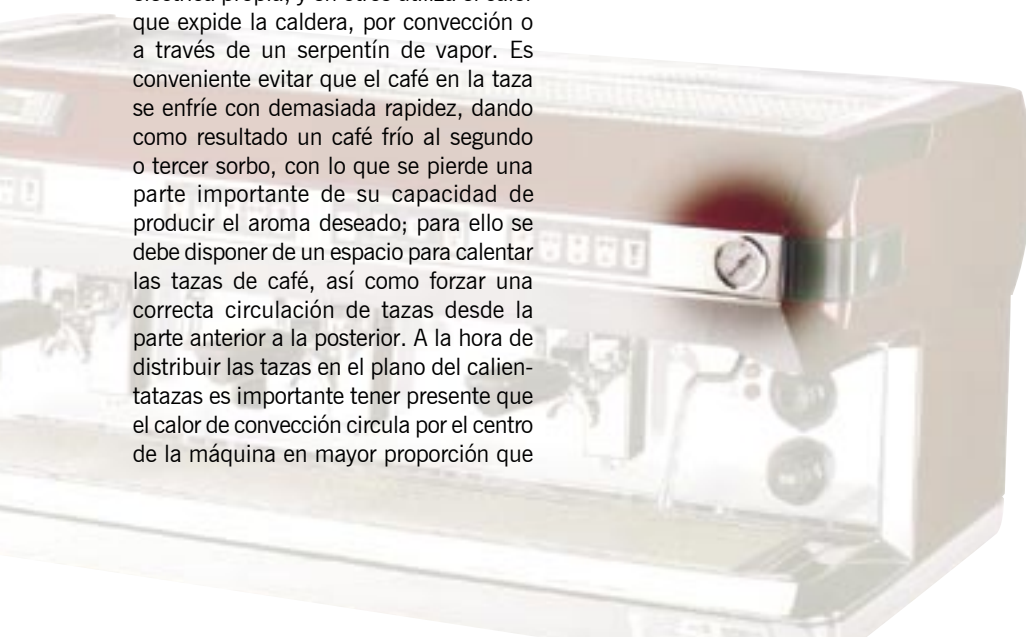 que expide la caldera, por convección o
a través de un serpentín de vapor. Es
conveniente evitar que el café en la taza
se enfríe con demasiada rapidez, dando
como resultado un café frío al segundo
o tercer sorbo, con lo que se pierde una
parte importante de su capacidad de
producir el aroma deseado; para ello se
debe disponer de un espacio para calentar
las tazas de café, así como forzar una
correcta circulación de tazas desde la
parte anterior a la posterior. A la hora de
distribuir las tazas en el plano del calien-
tatazas es importante tener presente que
el calor de convección circula por el centro
de la máquina en mayor proporción que